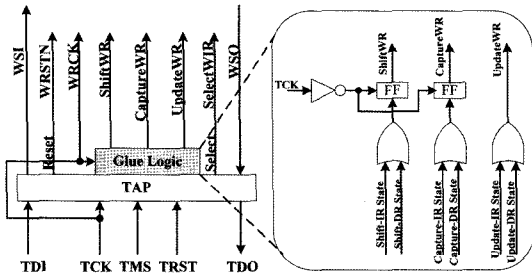 WSI
WRSTN
WRCK
ShiftWR
CaptureWR
UpdateWR
SelectWIR
WSO
Reset
Select
Glue Logic
TAP
TDI
TCK
TMS
TRST
TDO
ShiftWR
CaptureWR
UpdateWR
TCK
FF
FF
Shift-IR State
Shift-DR State
Capture-IR State
Capture-DR State
Update-IR State
Update-DR State